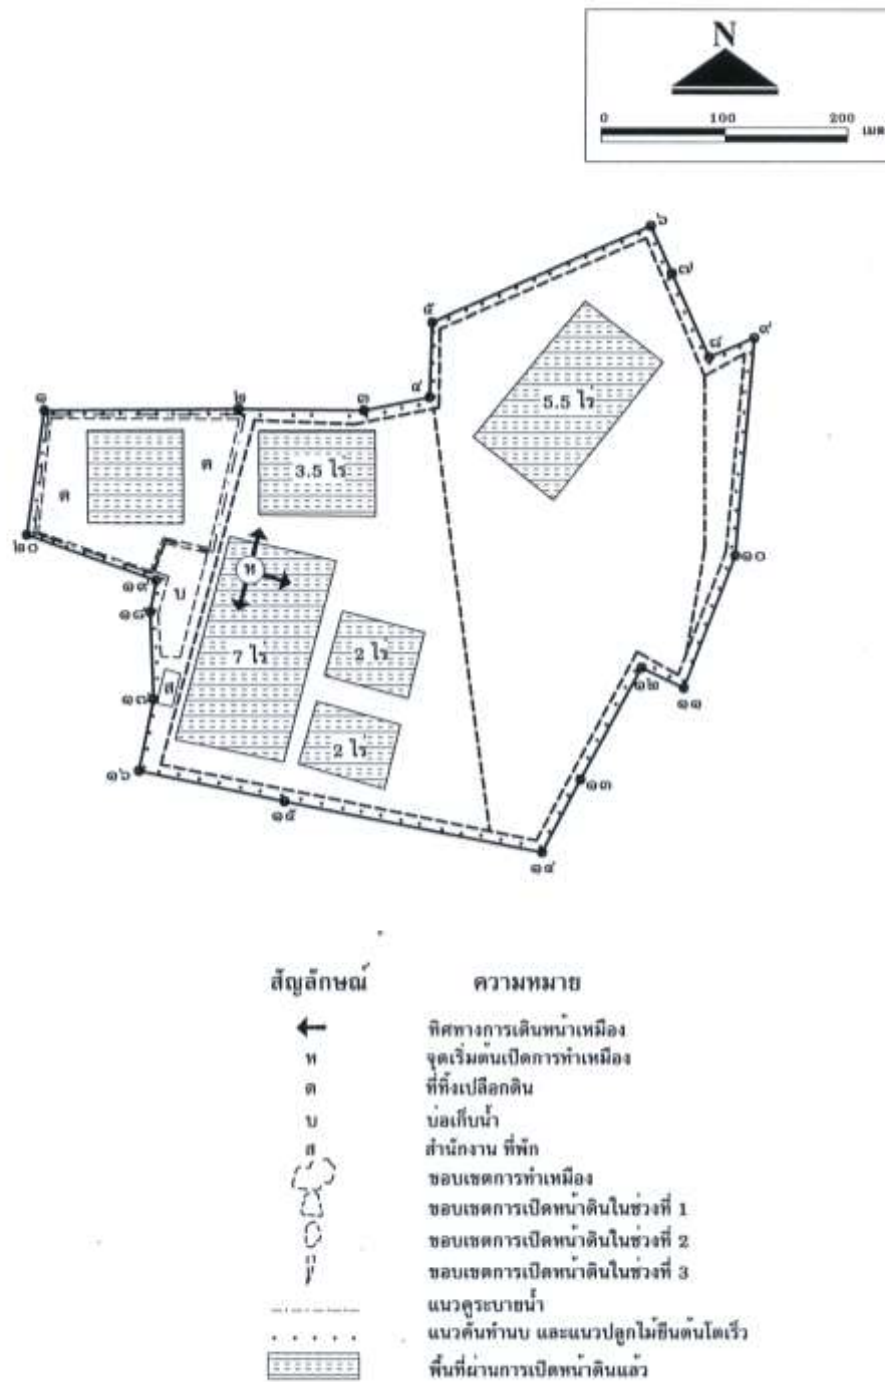 N
0 100 200 เมต
๖
๗
๕
๘ ๙
๔
๑ ๒ ๓
5.5 ไร่
3.5 ไร่
ต
ต
๒๐
ห
๑๐
๑๙
บ
๑๘
7 ไร่ 2 ไร่
๑๒
ส
๑๗ ๑๑
2 ไร่
๑๖
๑๓
๑๕
๑๔
สัญลักษณ์ ความหมาย
ทิศทางการเดินหน้าเหมือง
ห จุดเริ่มต้นเปิดการทำเหมือง
ต ที่ทิ้งเปลือกดิน
บ บ่อเก็บน้ำ
ส สำนักงาน ที่พัก
ขอบเขตการทำเหมือง
ขอบเขตการเปิดหน้าดินในช่วงที่ 1
ขอบเขตการเปิดหน้าดินในช่วงที่ 2
ขอบเขตการเปิดหน้าดินในช่วงที่ 3
แนวคูระบายน้ำ
แนวคันทำนบ และแนวปลูกไม้ยืนต้นโตเร็ว
พื้นที่ผ่านการเปิดหน้าดินแล้ว